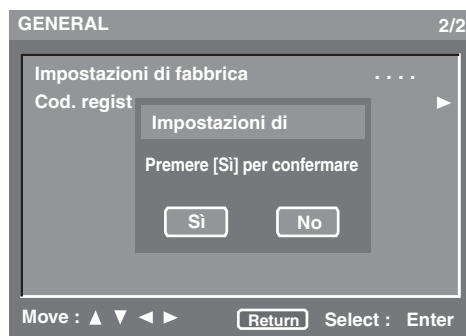 GENERAL 2/2
Impostazioni di fabbrica . . . .
Cod. regist ►
Impostazioni di
Premere [Sì] per confermare
Sì No
Move : ▲ ▼ ◄ ► Return Select : Enter